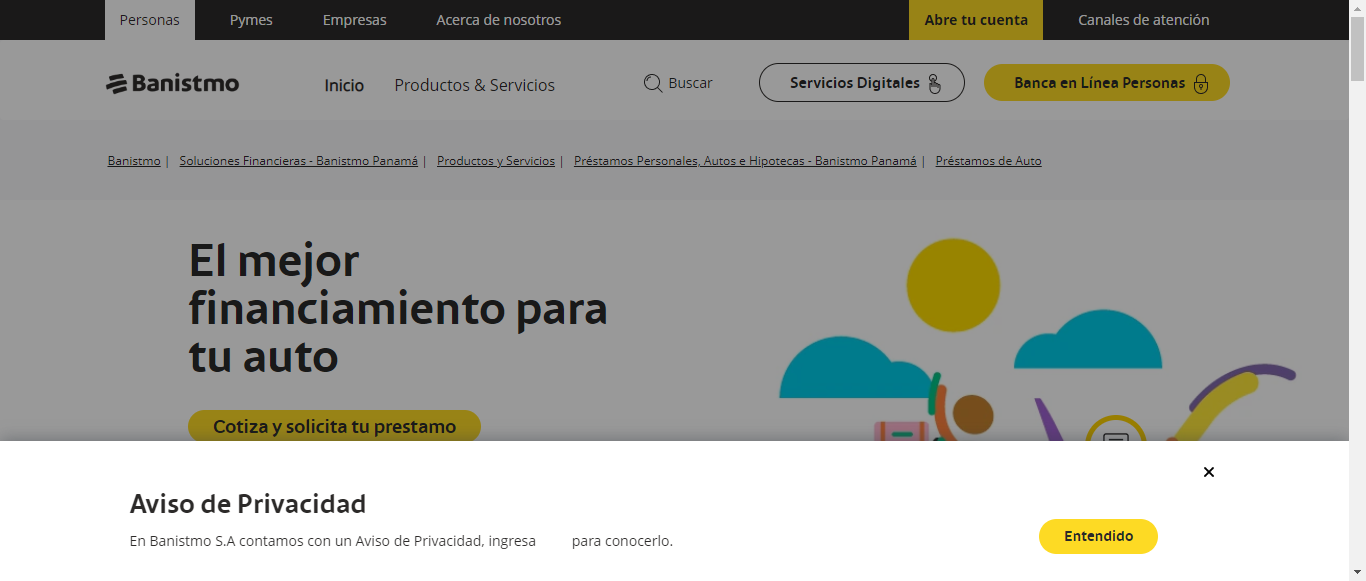 Personas Pymes Empresas Acerca de nosotros Abre tu cuenta Canales de atención
Banistmo Inicio Productos & Servicios Buscar Servicios Digitales Banca en Línea Personas
Banistmo | Soluciones Financieras - Banistmo Panamá | Productos y Servicios | Préstamos Personales, Autos e Hipotecas - Banistmo Panamá | Préstamos de Auto
El mejor
financiamiento para
tu auto
Cotiza y solicita tu prestamo
Aviso de Privacidad
En Banistmo S.A contamos con un Aviso de Privacidad, ingresa para conocerlo.
Entendido